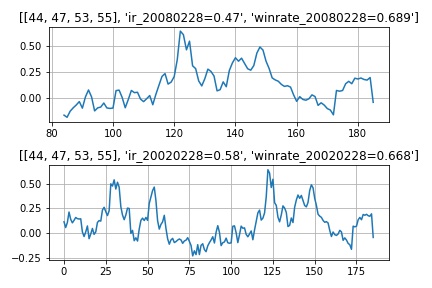 [[44, 47, 53, 55], 'ir_20080228=0.47', 'winrate_20080228=0.689']
0.50
0.25
0.00
80 100 120 140 160 180
[[44, 47, 53, 55], 'ir_20020228=0.58', 'winrate_20020228=0.668']
0.50
0.25
0.00
−0.25
0 25 50 75 100 125 150 175